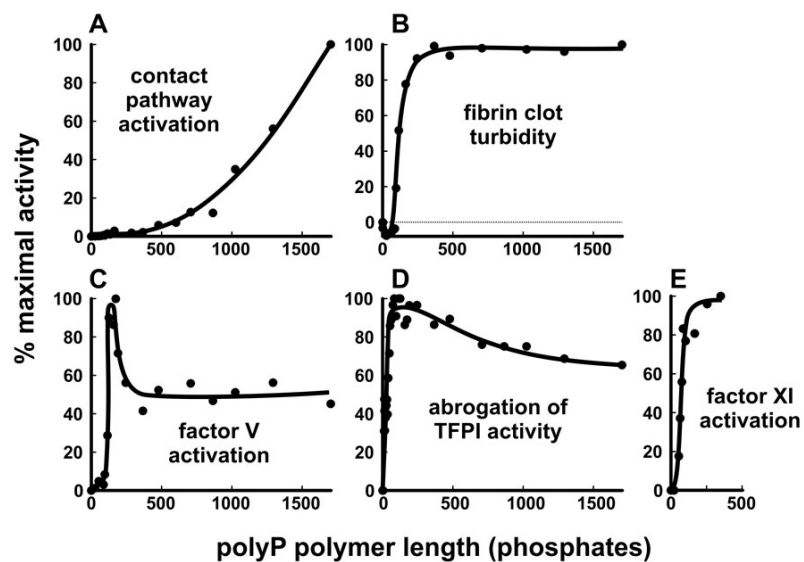 A
100
80
60
40
20
0
contact
pathway
activation
0 500 1000 1500
B
100
80
60
40
20
0
fibrin clot
turbidity
0 500 1000 1500
% maximal activity
C
100
80
60
40
20
0
factor V
activation
0 500 1000 1500
D
100
80
60
40
20
0
abrogation of
TFPI activity
0 500 1000 1500
E
100
80
60
40
20
0
factor XI
activation
0 500
polyP polymer length (phosphates)